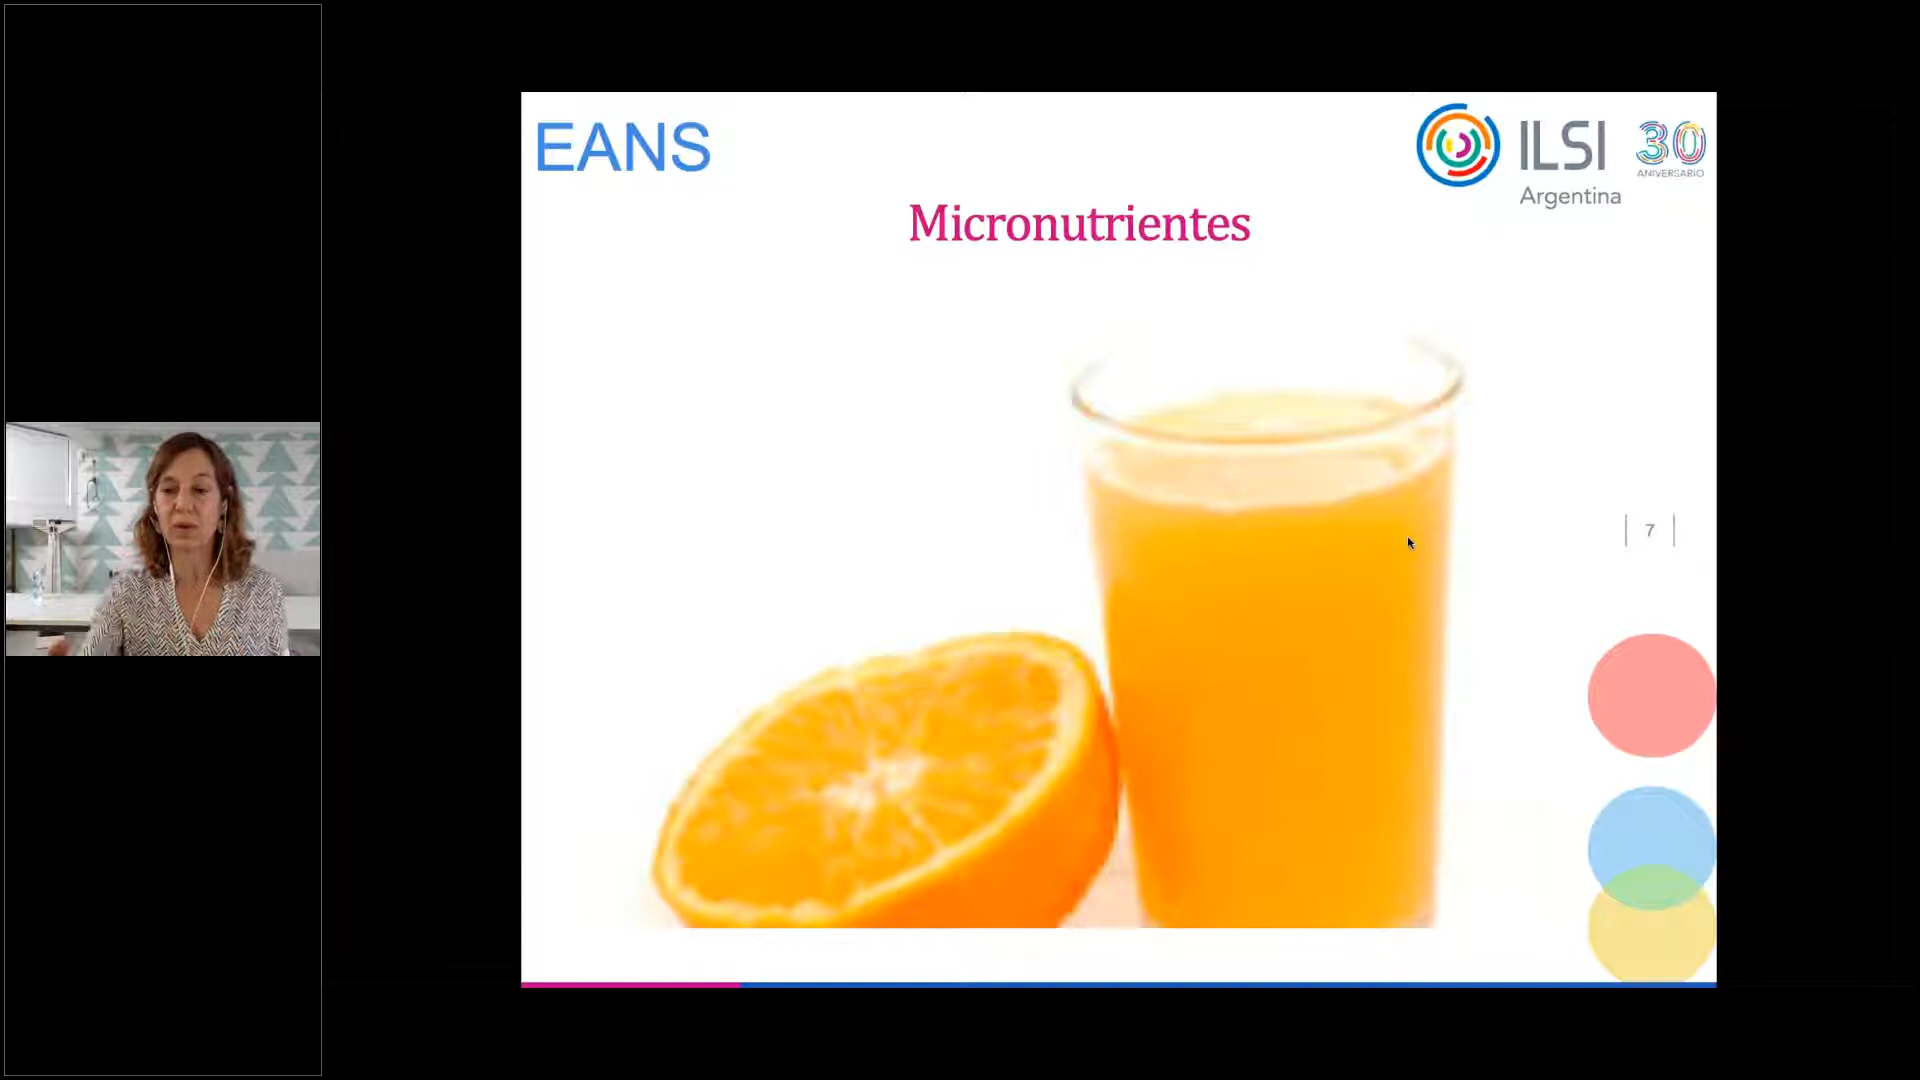 EANS
ILSI
Argentina
30
ANIVERSARIO
Micronutrientes
7